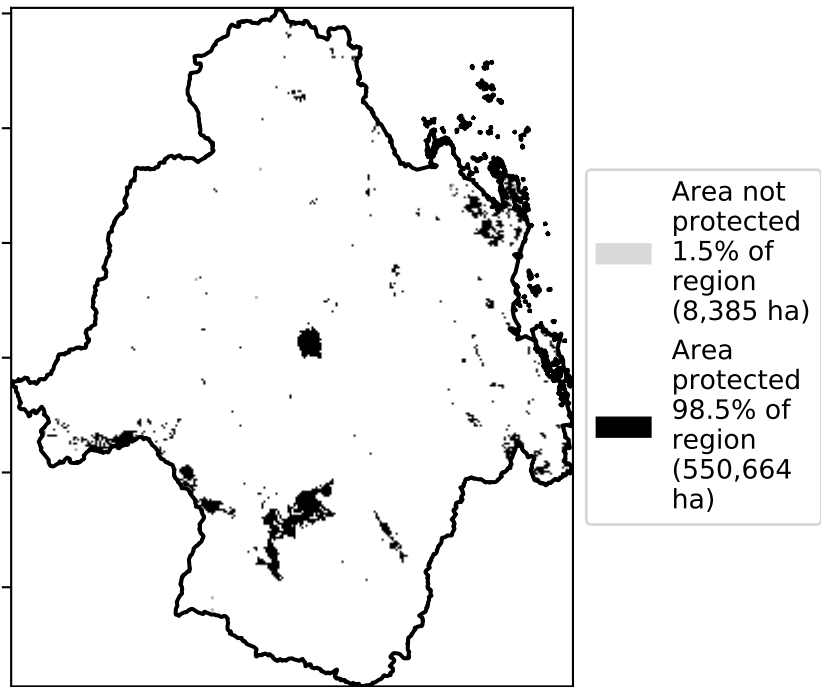 Area not
protected
1.5% of
region
(8,385 ha)
Area
protected
98.5% of
region
(550,664
ha)